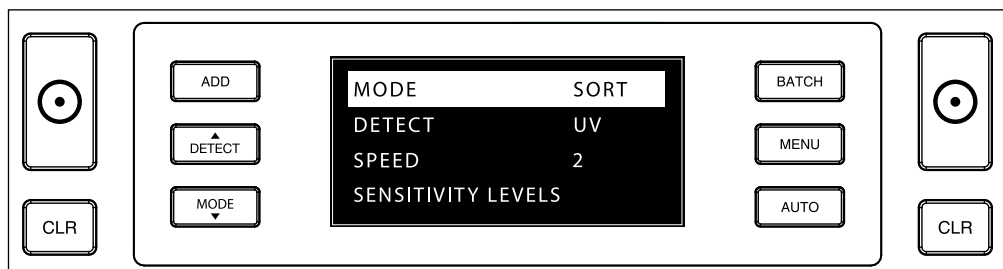 CLR
ADD
DETECT
MODE
MODE SORT
DETECT UV
SPEED 2
SENSITIVITY LEVELS
BATCH
MENU
AUTO
CLR